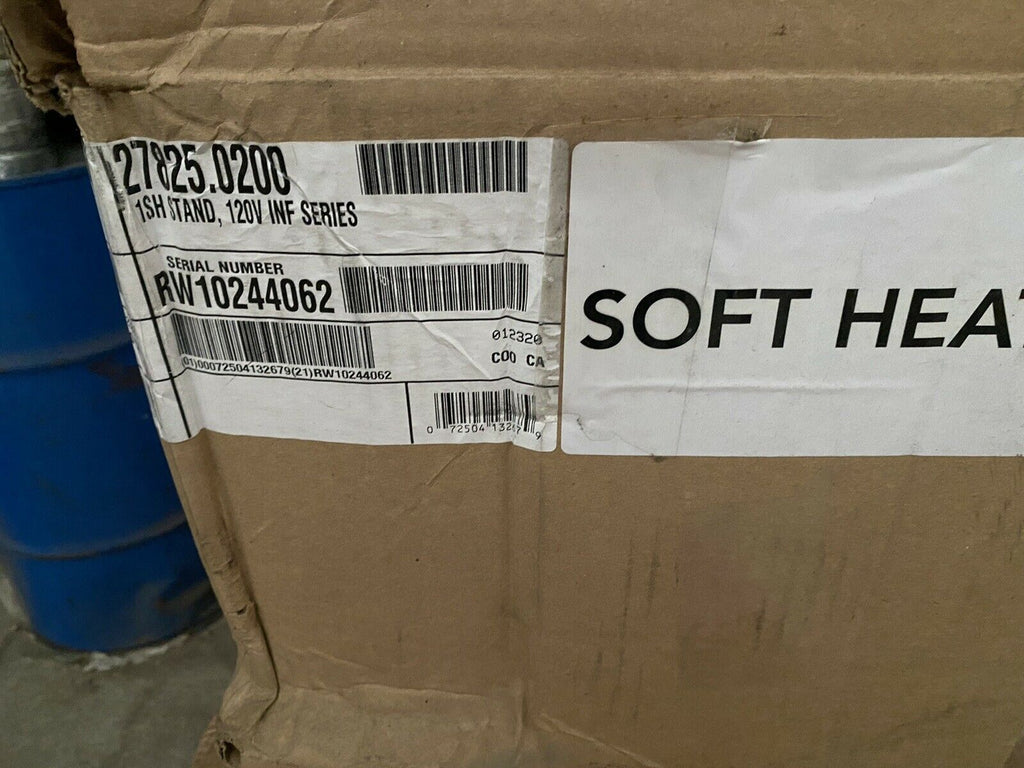 27825.0200
1SH STAND, 120V INF SERIES
SERIAL NUMBER
RW10244062
012320
COO CA
(01)00072504132679(21)RW10244062
0 72504 13267 9
SOFT HEA